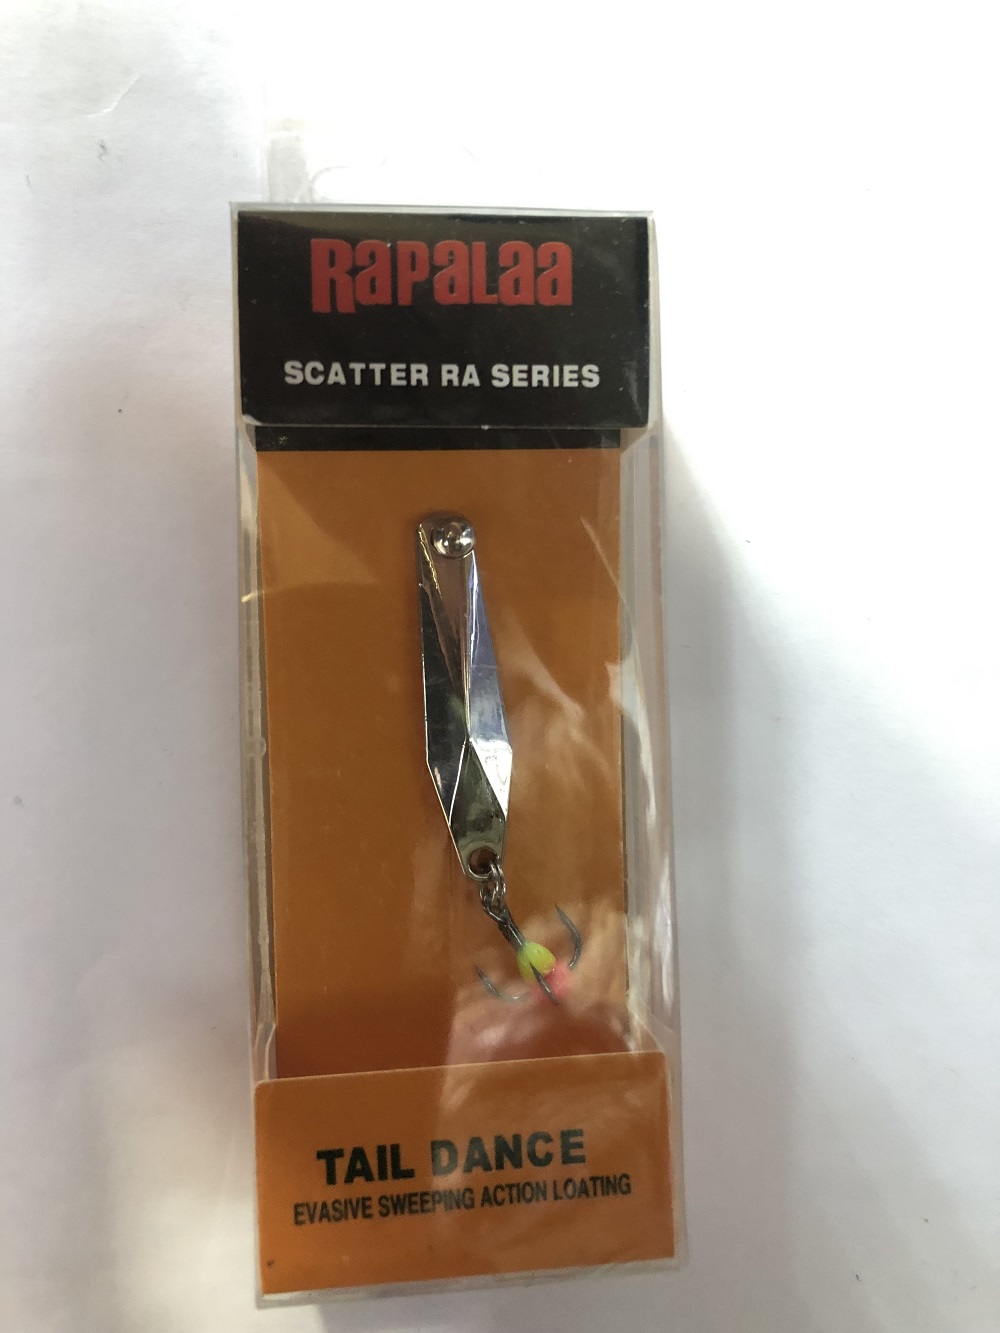 RAPALAA
SCATTER RA SERIES
TAIL DANCE
EVASIVE SWEEPING ACTION LOATING